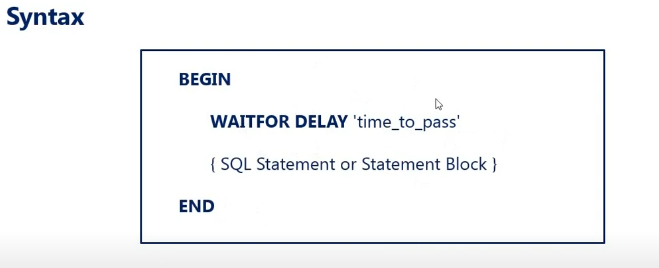 Syntax
BEGIN
WAITFOR DELAY 'time_to_pass'
{ SQL Statement or Statement Block }
END